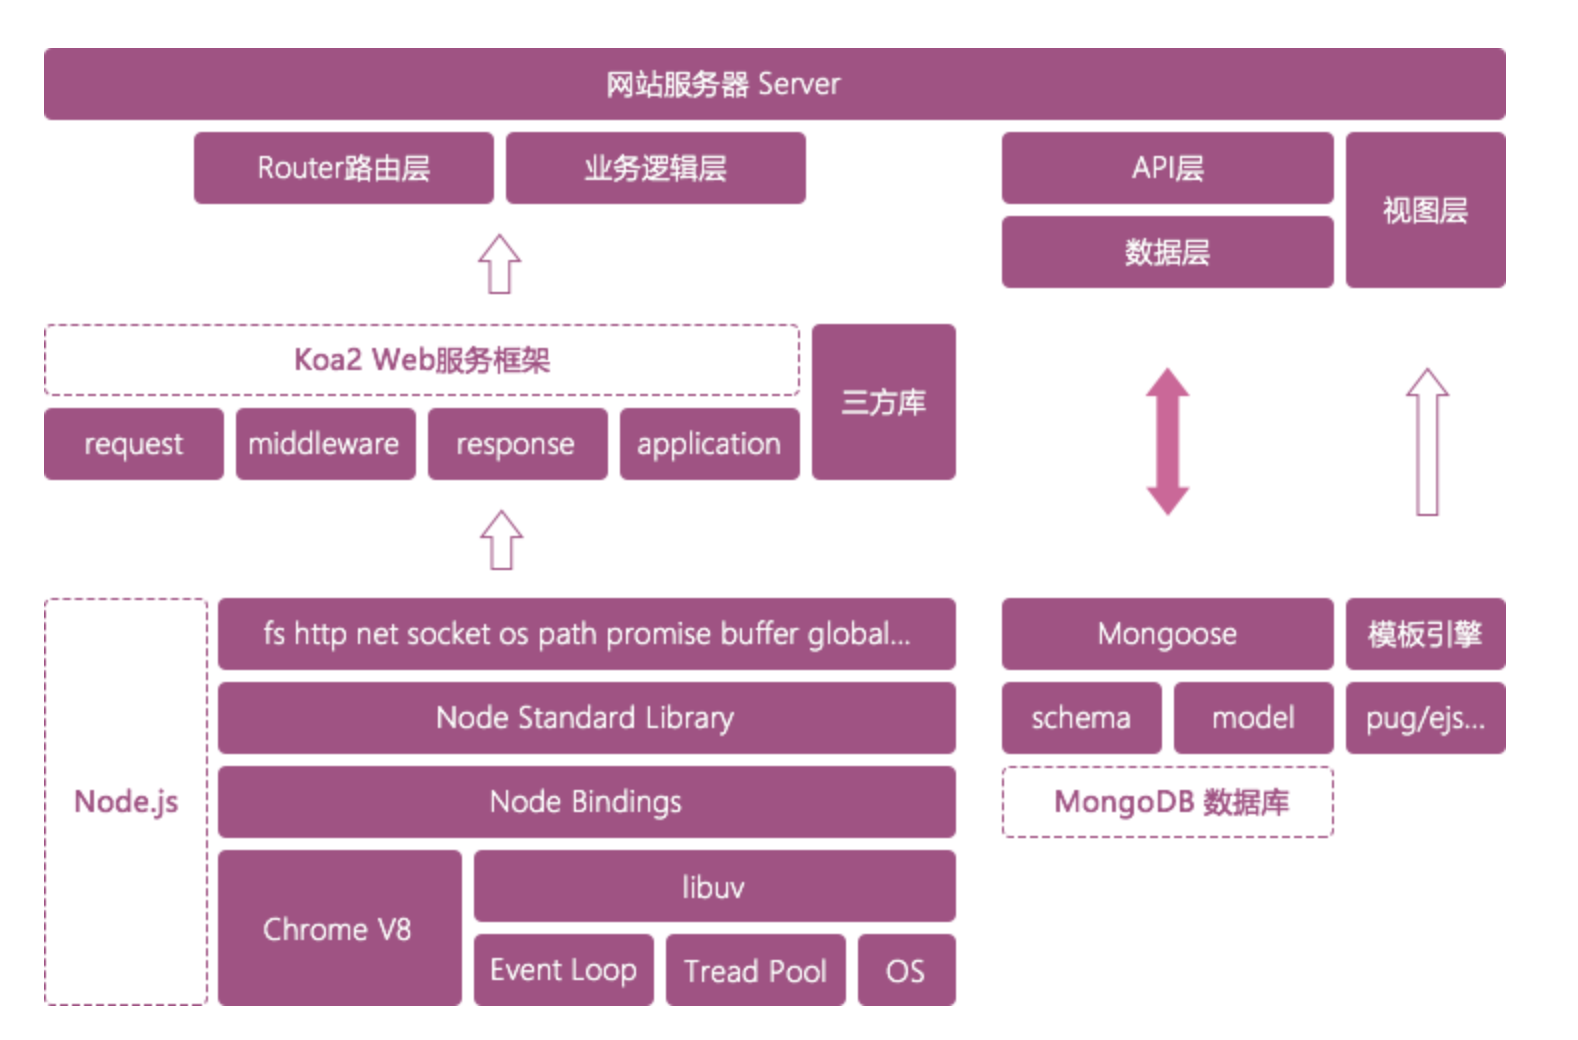 网站服务器 Server
Router路由层
业务逻辑层
API层
视图层
数据层
Koa2 Web服务框架
三方库
request
middleware
response
application
Node.js
fs http net socket os path promise buffer global...
Node Standard Library
Node Bindings
Chrome V8
libuv
Event Loop
Tread Pool
OS
Mongoose
模板引擎
schema
model
pug/ejs...
MongoDB 数据库